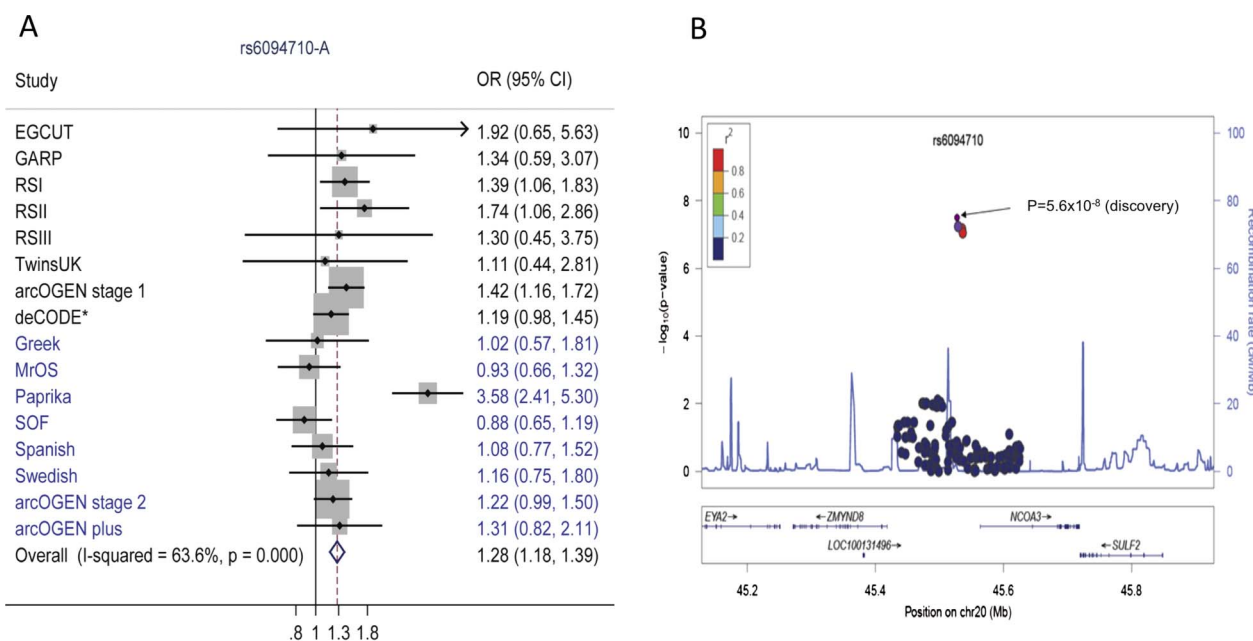 A
rs6094710-A
Study OR (95% CI)
EGCUT 1.92 (0.65, 5.63)
GARP 1.34 (0.59, 3.07)
RSI 1.39 (1.06, 1.83)
RSII 1.74 (1.06, 2.86)
RSIII 1.30 (0.45, 3.75)
TwinsUK 1.11 (0.44, 2.81)
arcOGEN stage 1 1.42 (1.16, 1.72)
deCODE* 1.19 (0.98, 1.45)
Greek 1.02 (0.57, 1.81)
MrOS 0.93 (0.66, 1.32)
Paprika 3.58 (2.41, 5.30)
SOF 0.88 (0.65, 1.19)
Spanish 1.08 (0.77, 1.52)
Swedish 1.16 (0.75, 1.80)
arcOGEN stage 2 1.22 (0.99, 1.50)
arcOGEN plus 1.31 (0.82, 2.11)
Overall (I-squared = 63.6%, p = 0.000) 1.28 (1.18, 1.39)
.8 1 1.3 1.8
B
r²
0.8
0.6
0.4
0.2
rs6094710
P=5.6x10⁻⁸ (discovery)
10
8
6
4
2
0
− log₁₀(p−value)
100
80
60
40
20
0
EYA2→ ←ZMYND8 NCOA3→
LOC100131496→ ←SULF2
45.2 45.4 45.6 45.8
Position on chr20 (Mb)